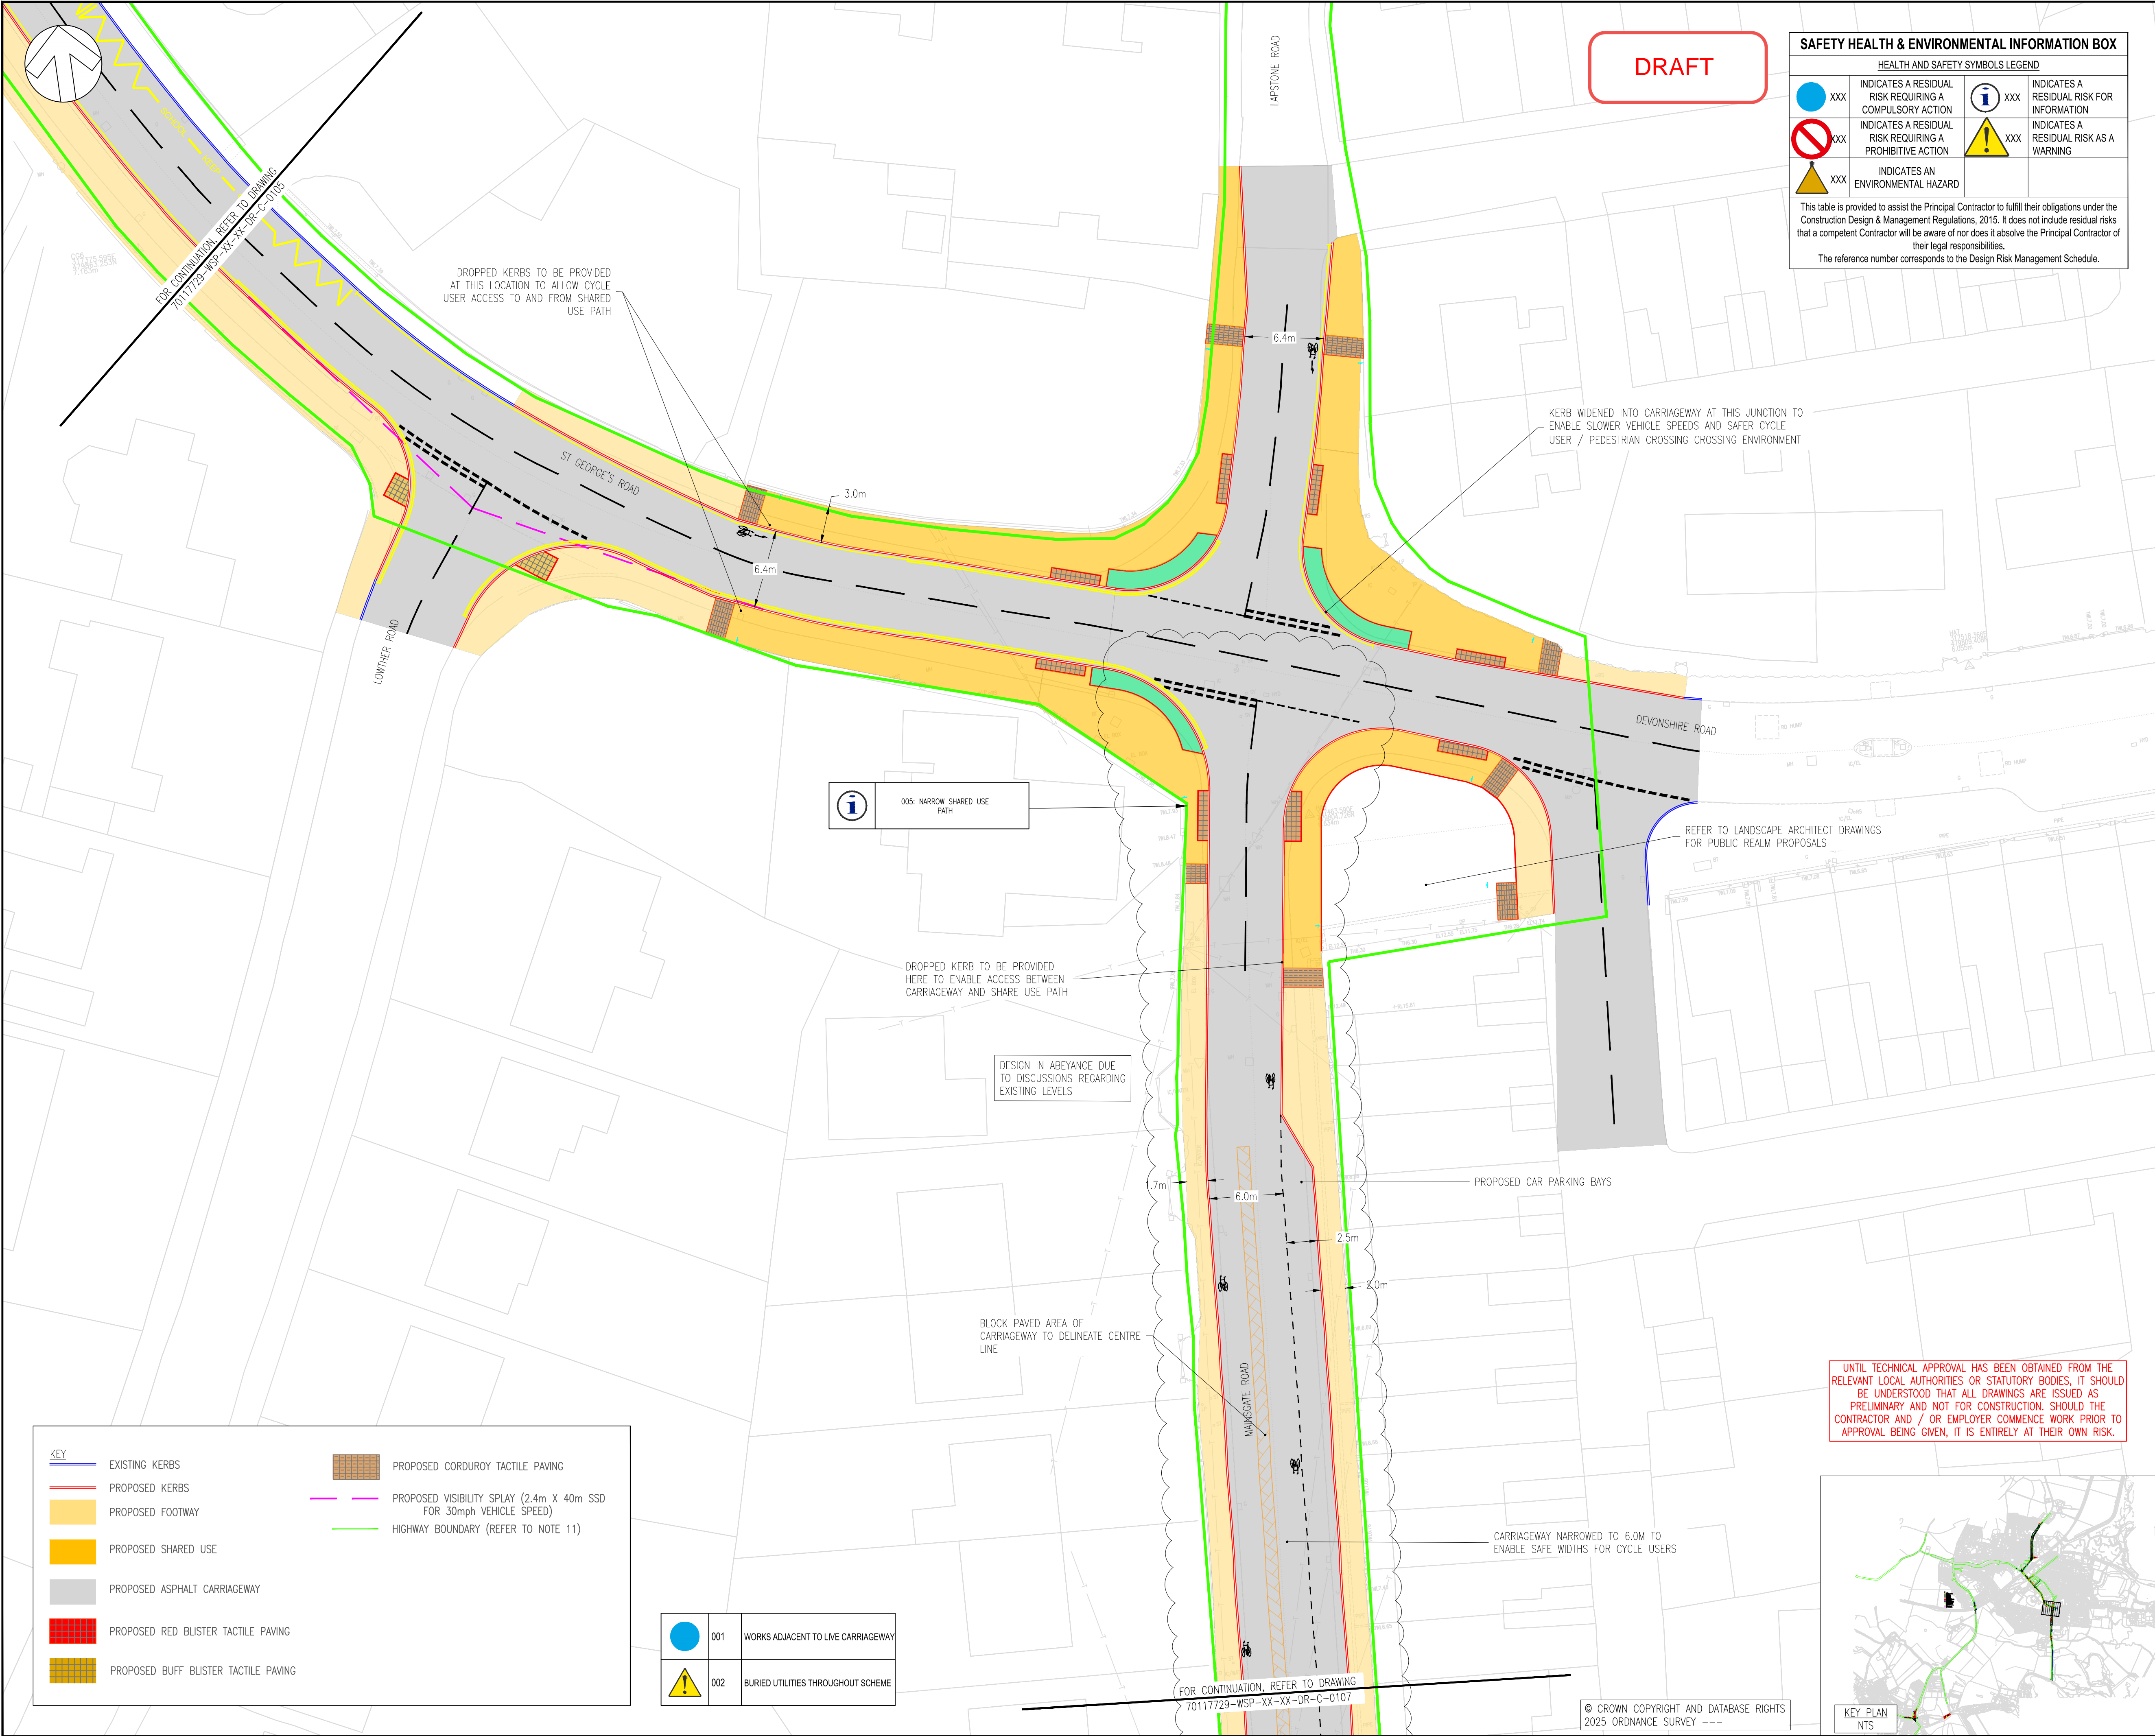 DRAFT
SAFETY HEALTH & ENVIRONMENTAL INFORMATION BOX
HEALTH AND SAFETY SYMBOLS LEGEND
XXX
INDICATES A RESIDUAL
RISK REQUIRING A
COMPULSORY ACTION
XXX
INDICATES A
RESIDUAL RISK FOR
INFORMATION
XXX
INDICATES A RESIDUAL
RISK REQUIRING A
PROHIBITIVE ACTION
XXX
INDICATES A
RESIDUAL RISK AS A
WARNING
XXX
INDICATES AN
ENVIRONMENTAL HAZARD
This table is provided to assist the Principal Contractor to fulfill their obligations under the
Construction Design & Management Regulations, 2015. It does not include residual risks
that a competent Contractor will be aware of nor does it absolve the Principal Contractor of
their legal responsibilities.
The reference number corresponds to the Design Risk Management Schedule.
LAPSTONE ROAD
FOR CONTINUATION, REFER TO DRAWING
70117729-WSP-XX-XX-DR-C-0105
DROPPED KERBS TO BE PROVIDED
AT THIS LOCATION TO ALLOW CYCLE
USER ACCESS TO AND FROM SHARED
USE PATH
6.4m
KERB WIDENED INTO CARRIAGEWAY AT THIS JUNCTION TO
ENABLE SLOWER VEHICLE SPEEDS AND SAFER CYCLE
USER / PEDESTRIAN CROSSING CROSSING ENVIRONMENT
ST GEORGE'S ROAD
3.0m
6.4m
LOWTHER ROAD
DEVONSHIRE ROAD
RD HUMP
RD HUMP
005: NARROW SHARED USE
PATH
REFER TO LANDSCAPE ARCHITECT DRAWINGS
FOR PUBLIC REALM PROPOSALS
DROPPED KERB TO BE PROVIDED
HERE TO ENABLE ACCESS BETWEEN
CARRIAGEWAY AND SHARE USE PATH
DESIGN IN ABEYANCE DUE
TO DISCUSSIONS REGARDING
EXISTING LEVELS
.7m
6.0m
PROPOSED CAR PARKING BAYS
2.5m
2.0m
BLOCK PAVED AREA OF
CARRIAGEWAY TO DELINEATE CENTRE
LINE
MAINSGATE ROAD
UNTIL TECHNICAL APPROVAL HAS BEEN OBTAINED FROM THE
RELEVANT LOCAL AUTHORITIES OR STATUTORY BODIES, IT SHOULD
BE UNDERSTOOD THAT ALL DRAWINGS ARE ISSUED AS
PRELIMINARY AND NOT FOR CONSTRUCTION. SHOULD THE
CONTRACTOR AND / OR EMPLOYER COMMENCE WORK PRIOR TO
APPROVAL BEING GIVEN, IT IS ENTIRELY AT THEIR OWN RISK.
CARRIAGEWAY NARROWED TO 6.0M TO
ENABLE SAFE WIDTHS FOR CYCLE USERS
KEY
EXISTING KERBS
PROPOSED KERBS
PROPOSED FOOTWAY
PROPOSED SHARED USE
PROPOSED ASPHALT CARRIAGEWAY
PROPOSED RED BLISTER TACTILE PAVING
PROPOSED BUFF BLISTER TACTILE PAVING
PROPOSED CORDUROY TACTILE PAVING
PROPOSED VISIBILITY SPLAY (2.4m X 40m SSD
FOR 30mph VEHICLE SPEED)
HIGHWAY BOUNDARY (REFER TO NOTE 11)
001 WORKS ADJACENT TO LIVE CARRIAGEWAY
002 BURIED UTILITIES THROUGHOUT SCHEME
FOR CONTINUATION, REFER TO DRAWING
70117729-WSP-XX-XX-DR-C-0107
© CROWN COPYRIGHT AND DATABASE RIGHTS
2025 ORDNANCE SURVEY ---
KEY PLAN
NTS